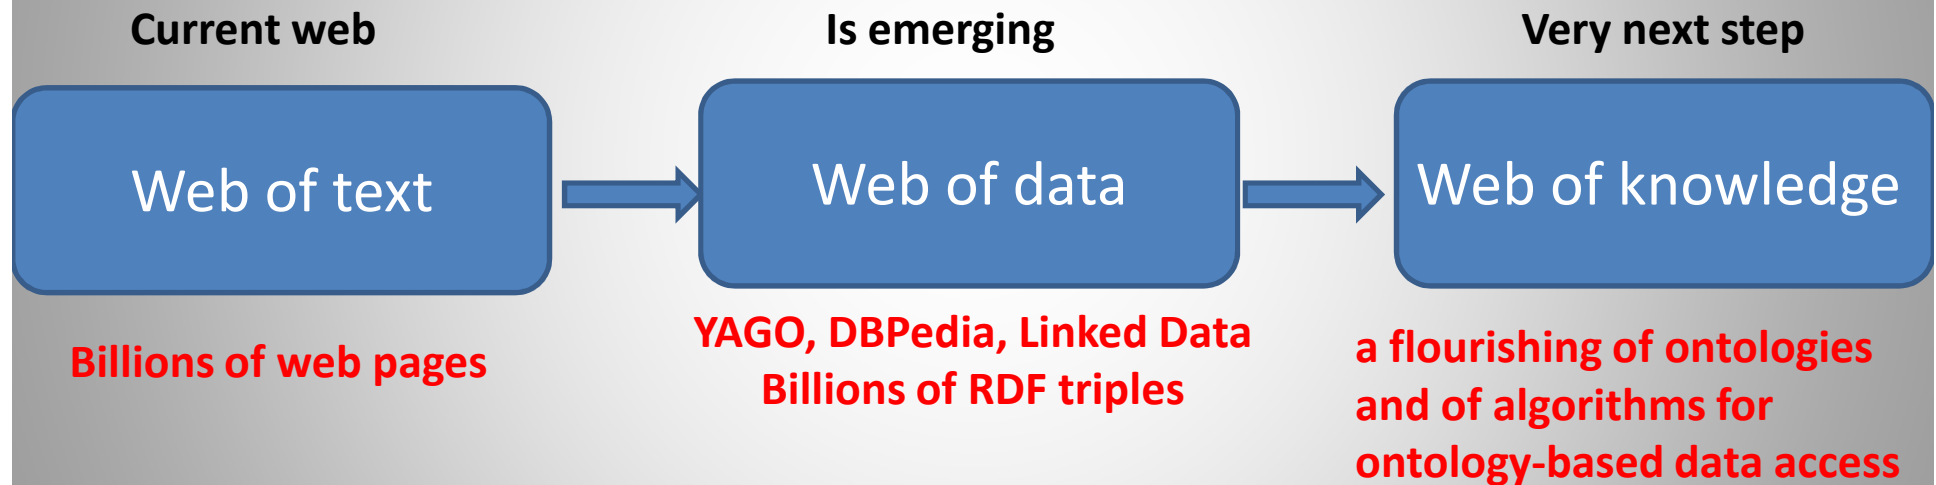 Current web
Is emerging
Very next step
Web of text
Web of data
Web of knowledge
Billions of web pages
YAGO, DBPedia, Linked Data
Billions of RDF triples
a flourishing of ontologies
and of algorithms for
ontology-based data access